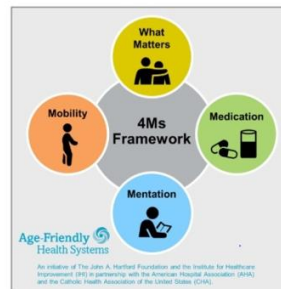 What
Matters
Mobility
4Ms
Framework
Medication
Mentation
Age-Friendly
Health Systems
An initiative of The John A. Hartford Foundation and the Institute for Healthcare
Improvement (IHI) in partnership with the American Hospital Association (AHA)
and the Catholic Health Association of the United States (CHA).